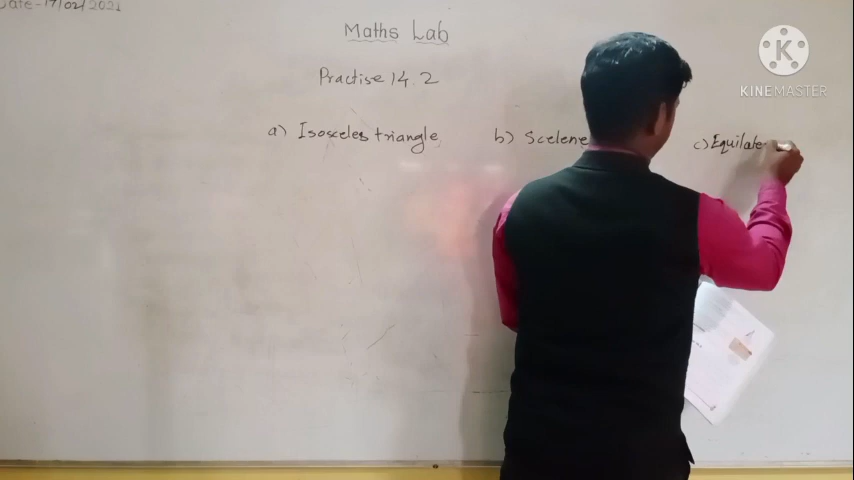 Date-17/02/2021
Maths Lab
Practise 14.2
a) Isosceles triangle b) Scelene c) Equilate
KINEMASTER